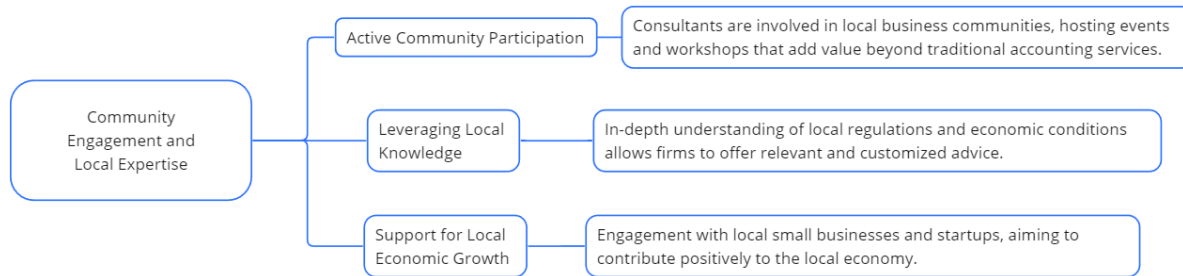 Community
Engagement and
Local Expertise
Active Community Participation
Consultants are involved in local business communities, hosting events
and workshops that add value beyond traditional accounting services.
Leveraging Local
Knowledge
In-depth understanding of local regulations and economic conditions
allows firms to offer relevant and customized advice.
Support for Local
Economic Growth
Engagement with local small businesses and startups, aiming to
contribute positively to the local economy.